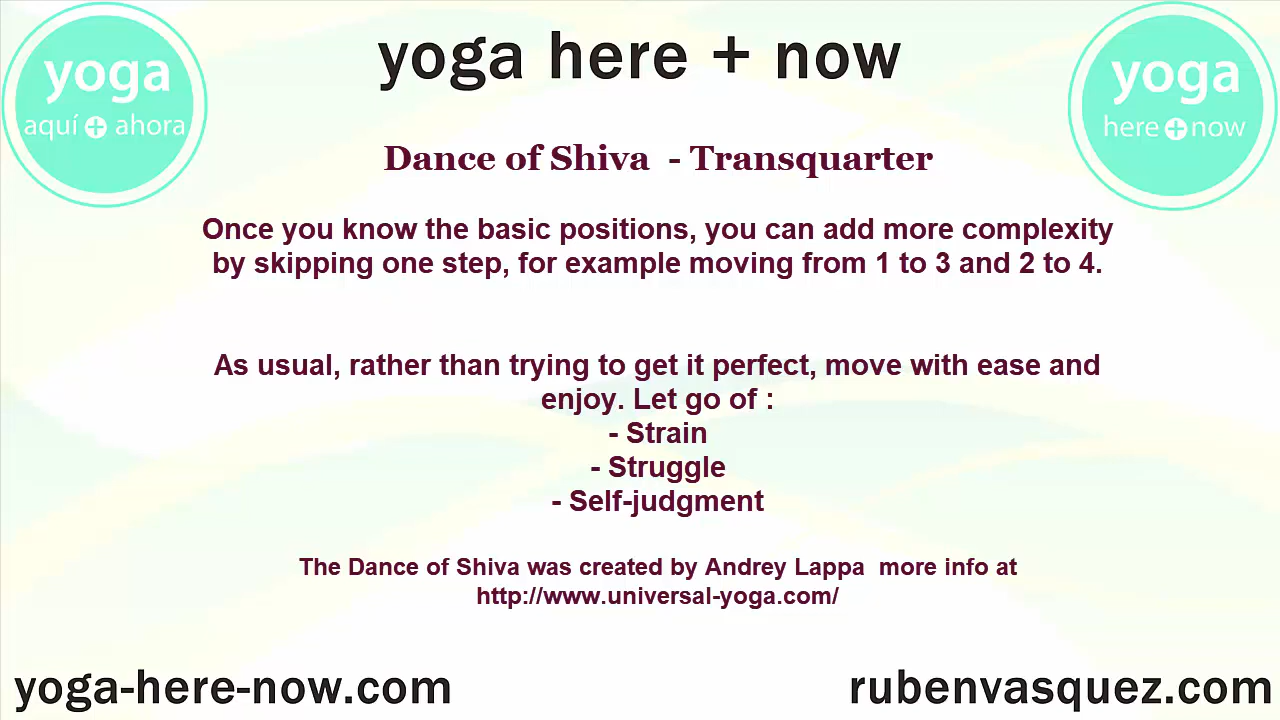 yoga
aquí + ahora
yoga here + now
yoga
here + now
Dance of Shiva - Transquarter
Once you know the basic positions, you can add more complexity
by skipping one step, for example moving from 1 to 3 and 2 to 4.
As usual, rather than trying to get it perfect, move with ease and
enjoy. Let go of :
- Strain
- Struggle
- Self-judgment
The Dance of Shiva was created by Andrey Lappa more info at
http://www.universal-yoga.com/
yoga-here-now.com
rubenvasquez.com